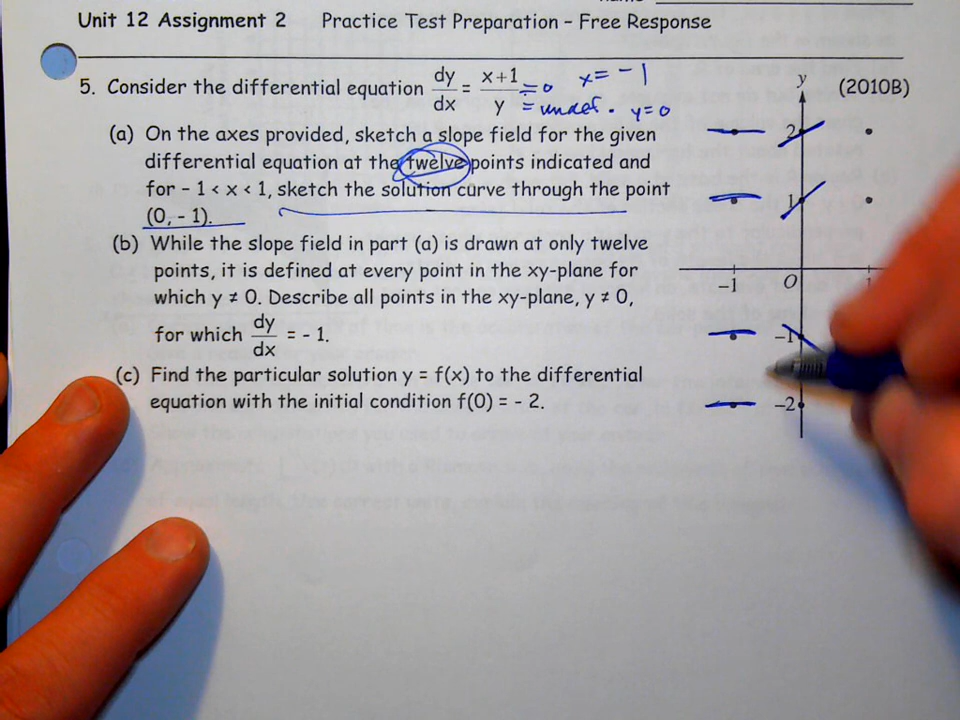 Unit 12 Assignment 2 Practice Test Preparation – Free Response
5. Consider the differential equation dy/dx = x+1/y = 0 x = -1 (2010B)
= undef. y=0
(a) On the axes provided, sketch a slope field for the given
differential equation at the twelve points indicated and
for – 1 < x < 1, sketch the solution curve through the point
(0, - 1).
(b) While the slope field in part (a) is drawn at only twelve
points, it is defined at every point in the xy-plane for
which y ≠ 0. Describe all points in the xy-plane, y ≠ 0,
for which dy/dx = - 1.
(c) Find the particular solution y = f(x) to the differential
equation with the initial condition f(0) = - 2.
y
2
1
–1 O 1
–1
–2